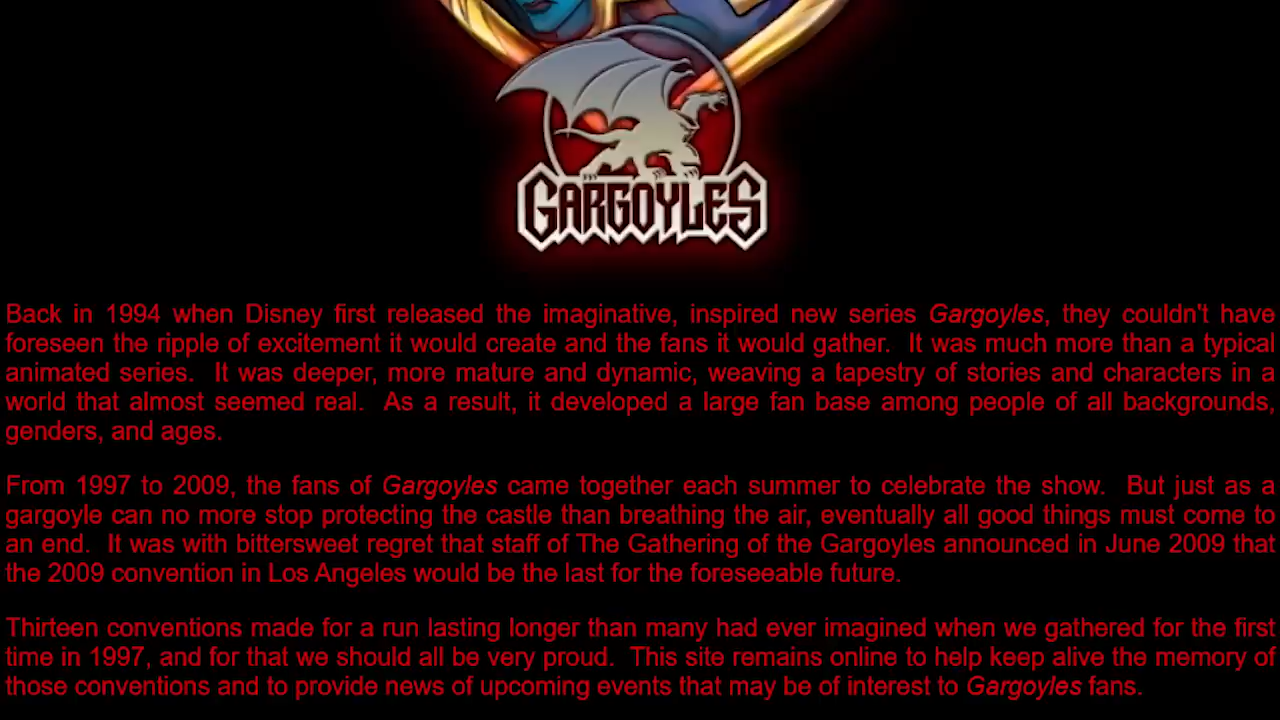 GARGOYLES
Back in 1994 when Disney first released the imaginative, inspired new series Gargoyles, they couldn't have
foreseen the ripple of excitement it would create and the fans it would gather.  It was much more than a typical
animated series.  It was deeper, more mature and dynamic, weaving a tapestry of stories and characters in a
world that almost seemed real.  As a result, it developed a large fan base among people of all backgrounds,
genders, and ages.
From 1997 to 2009, the fans of Gargoyles came together each summer to celebrate the show.  But just as a
gargoyle can no more stop protecting the castle than breathing the air, eventually all good things must come to
an end.  It was with bittersweet regret that staff of The Gathering of the Gargoyles announced in June 2009 that
the 2009 convention in Los Angeles would be the last for the foreseeable future.
Thirteen conventions made for a run lasting longer than many had ever imagined when we gathered for the first
time in 1997, and for that we should all be very proud.  This site remains online to help keep alive the memory of
those conventions and to provide news of upcoming events that may be of interest to Gargoyles fans.